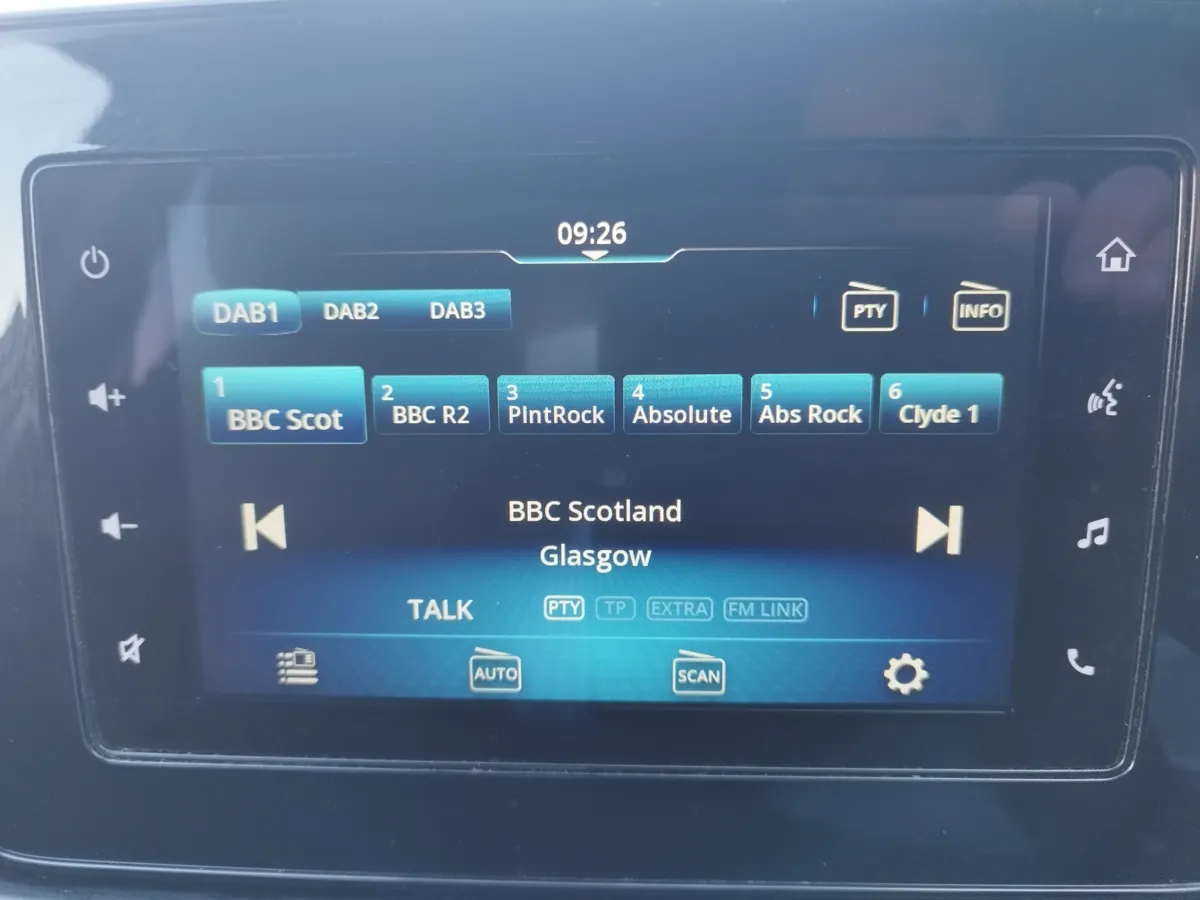 09:26
DAB1 DAB2 DAB3 PTY INFO
1 2 3 4 5 6
BBC Scot BBC R2 PlntRock Absolute Abs Rock Clyde 1
BBC Scotland
Glasgow
TALK PTY TP EXTRA FM LINK
AUTO SCAN